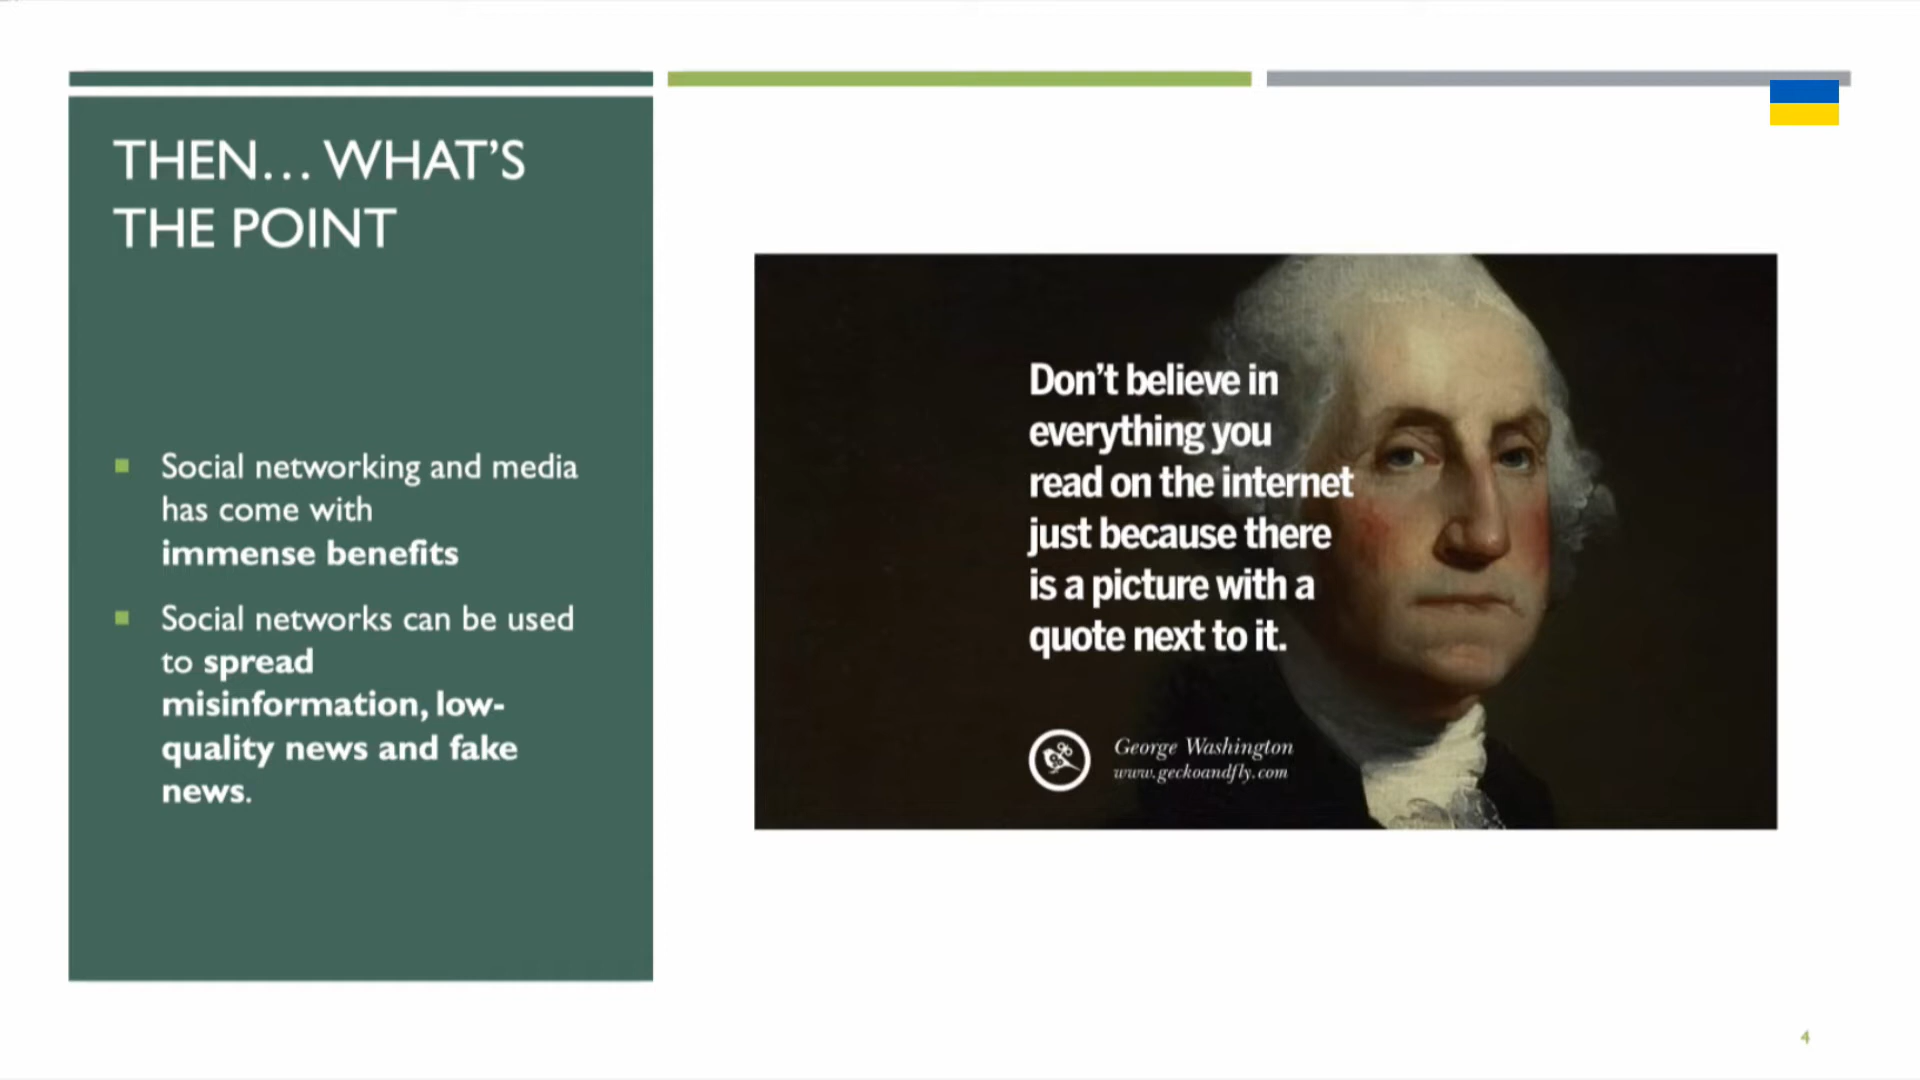 THEN… WHAT’S
THE POINT
Social networking and media
has come with
immense benefits
Social networks can be used
to spread
misinformation, low-
quality news and fake
news.
Don’t believe in
everything you
read on the internet
just because there
is a picture with a
quote next to it.
George Washington
www.geckoandfly.com
4